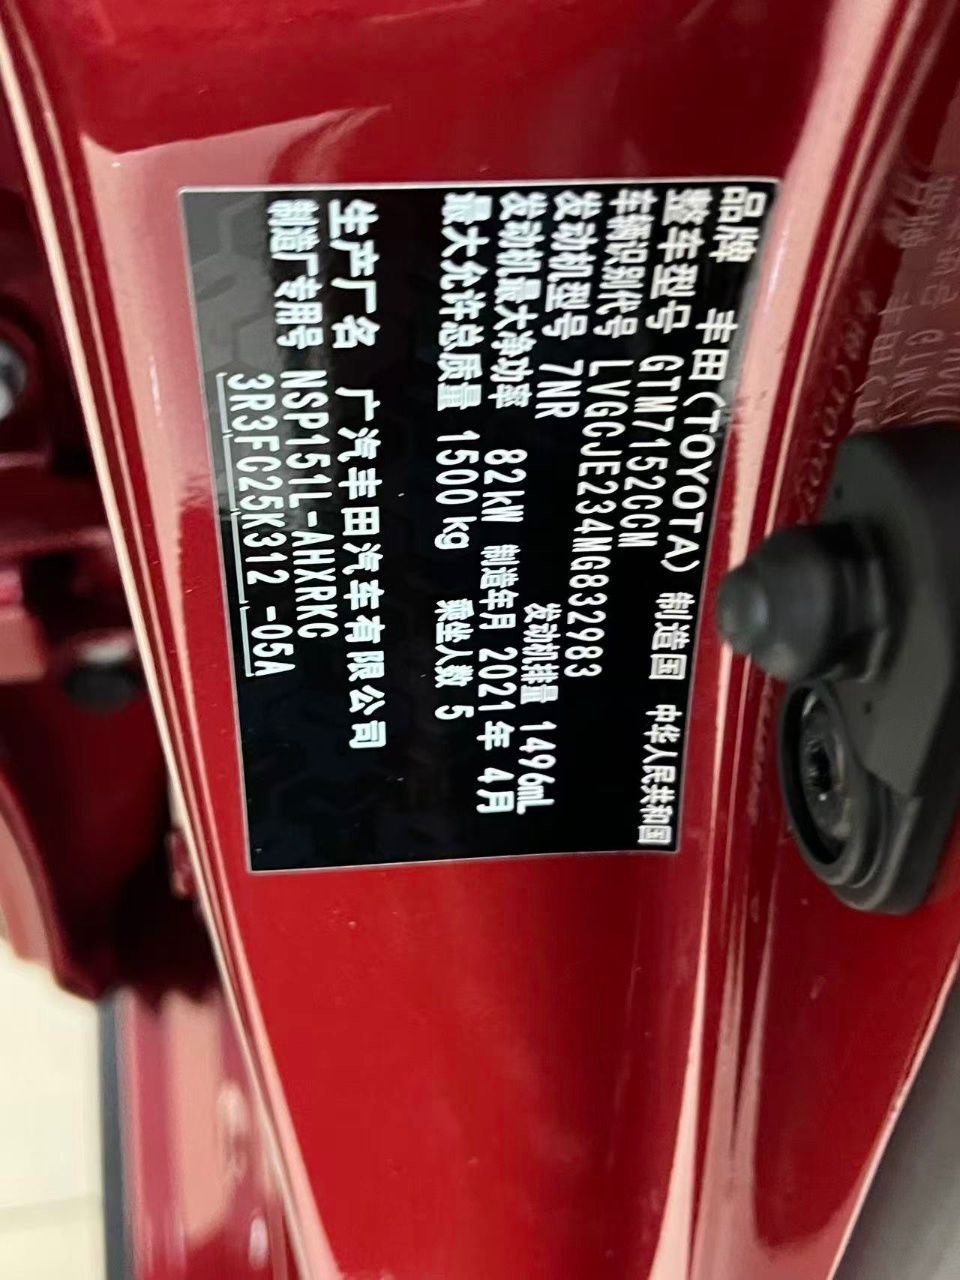 品牌 丰田(TOYOTA) 制造国 中华人民共和国
整车型号 GTM7152GGM
车辆识别代号 LVGCJE234MG832983
发动机型号 7NR 发动机排量 1496mL
发动机最大净功率 82kW 制造年月 2021年 4月
最大允许总质量 1500kg 乘坐人数 5
生产厂名 广汽丰田汽车有限公司
制造厂专用号 NSP151L-AHXRKG
3R3FG25K312 -05A